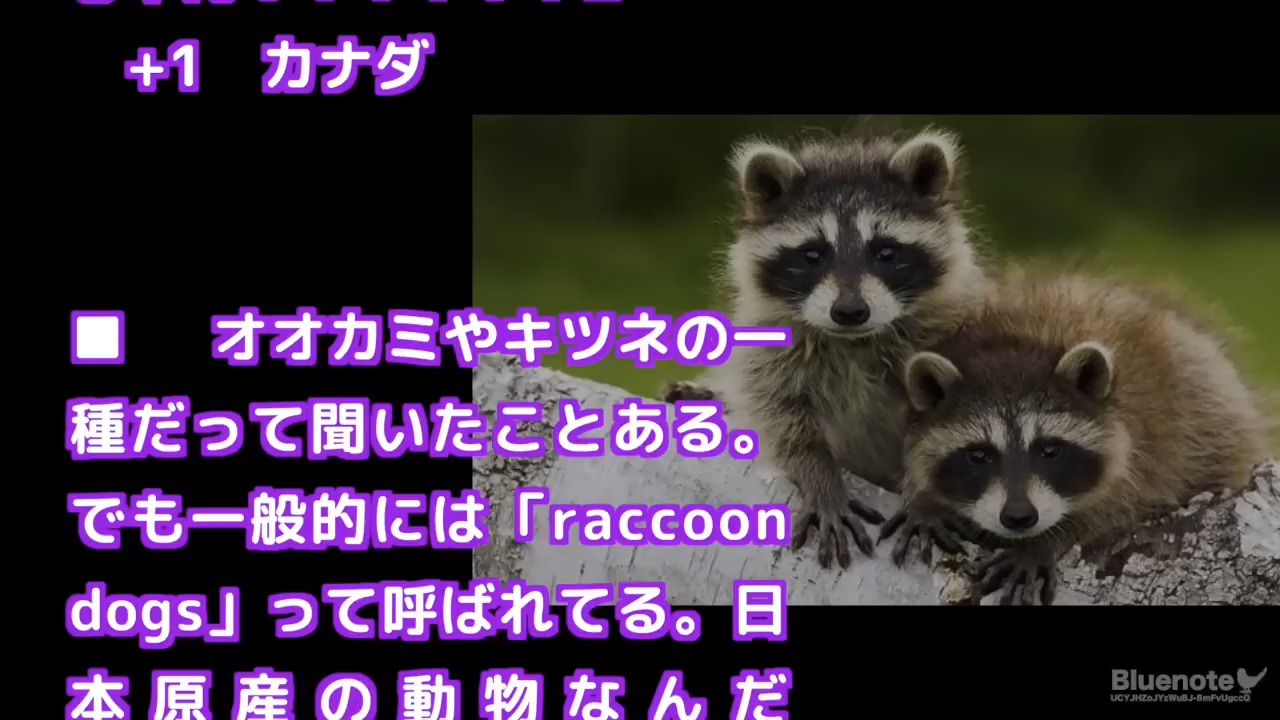 +1　カナダ
■　オオカミやキツネの一
種だって聞いたことある。
でも一般的には「raccoon
dogs」って呼ばれてる。日
本原産の動物なんだ
Bluenote
UCYJHZoJYzWuBJ-BmFvUgccQ